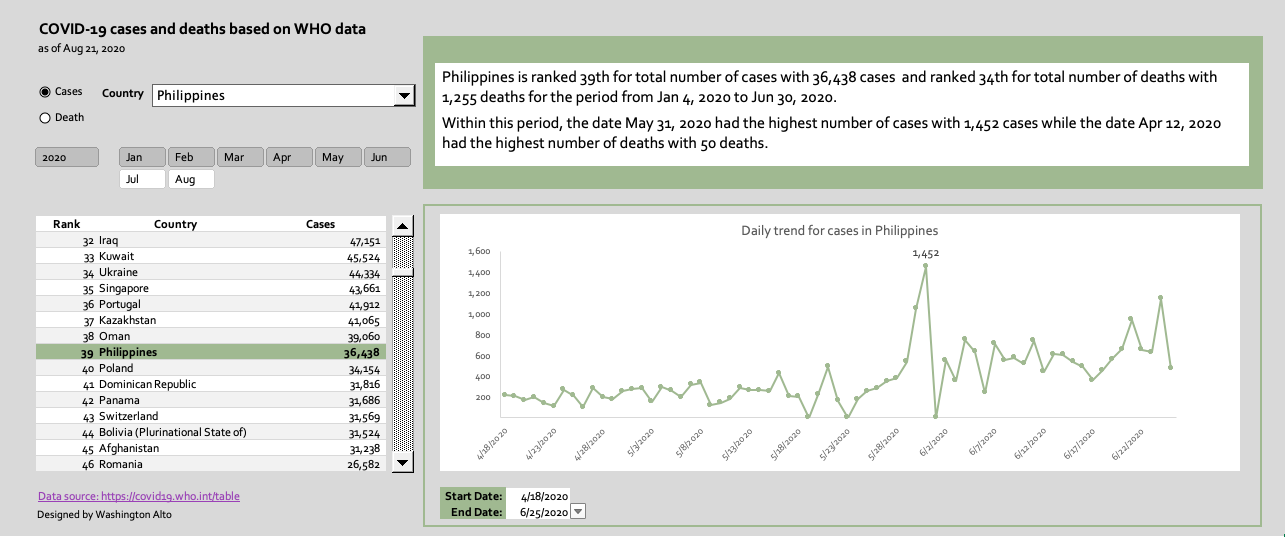 COVID-19 cases and deaths based on WHO data
as of Aug 21, 2020
Cases
Country
Philippines
Death
2020
Jan Feb Mar Apr May Jun
Jul Aug
Philippines is ranked 39th for total number of cases with 36,438 cases and ranked 34th for total number of deaths with
1,255 deaths for the period from Jan 4, 2020 to Jun 30, 2020.
Within this period, the date May 31, 2020 had the highest number of cases with 1,452 cases while the date Apr 12, 2020
had the highest number of deaths with 50 deaths.
Rank Country Cases
32 Iraq 47,151
33 Kuwait 45,524
34 Ukraine 44,334
35 Singapore 43,661
36 Portugal 41,912
37 Kazakhstan 41,065
38 Oman 39,060
39 Philippines 36,438
40 Poland 34,154
41 Dominican Republic 31,816
42 Panama 31,686
43 Switzerland 31,569
44 Bolivia (Plurinational State of) 31,524
45 Afghanistan 31,238
46 Romania 26,582
Data source: https://covid19.who.int/table
Designed by Washington Alto
Daily trend for cases in Philippines
1,452
1,600
1,400
1,200
1,000
800
600
400
200
4/18/2020 4/23/2020 4/28/2020 5/3/2020 5/8/2020 5/13/2020 5/18/2020 5/23/2020 5/28/2020 6/2/2020 6/7/2020 6/12/2020 6/17/2020 6/22/2020
Start Date: 4/18/2020
End Date: 6/25/2020